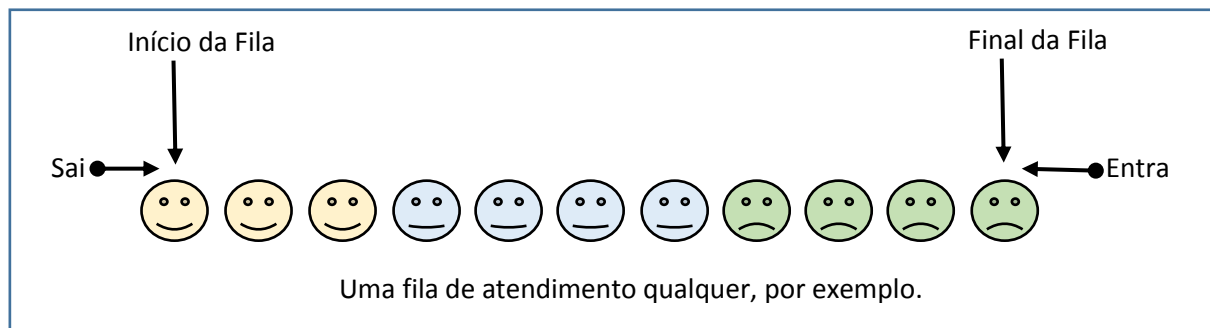 Início da Fila
Final da Fila
Sai
Entra
Uma fila de atendimento qualquer, por exemplo.